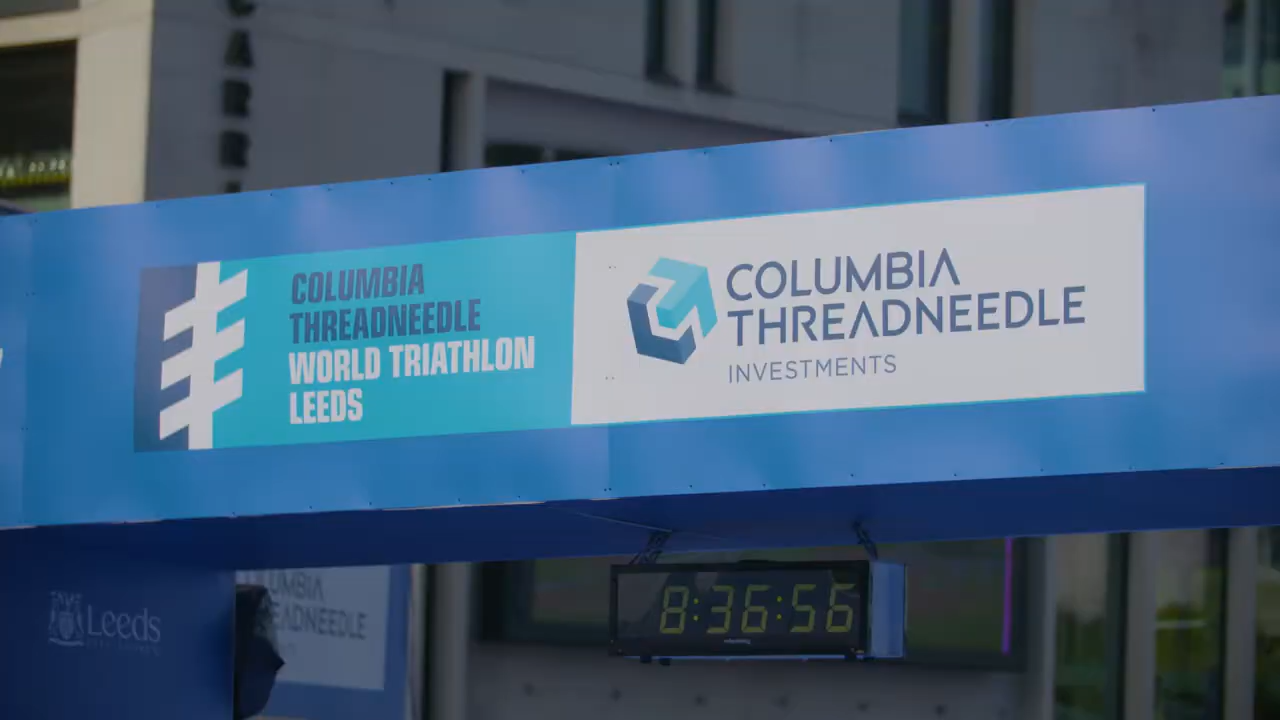 COLUMBIA
THREADNEEDLE
WORLD TRIATHLON
LEEDS
COLUMBIA
THREADNEEDLE
INVESTMENTS
8:36:56
Leeds